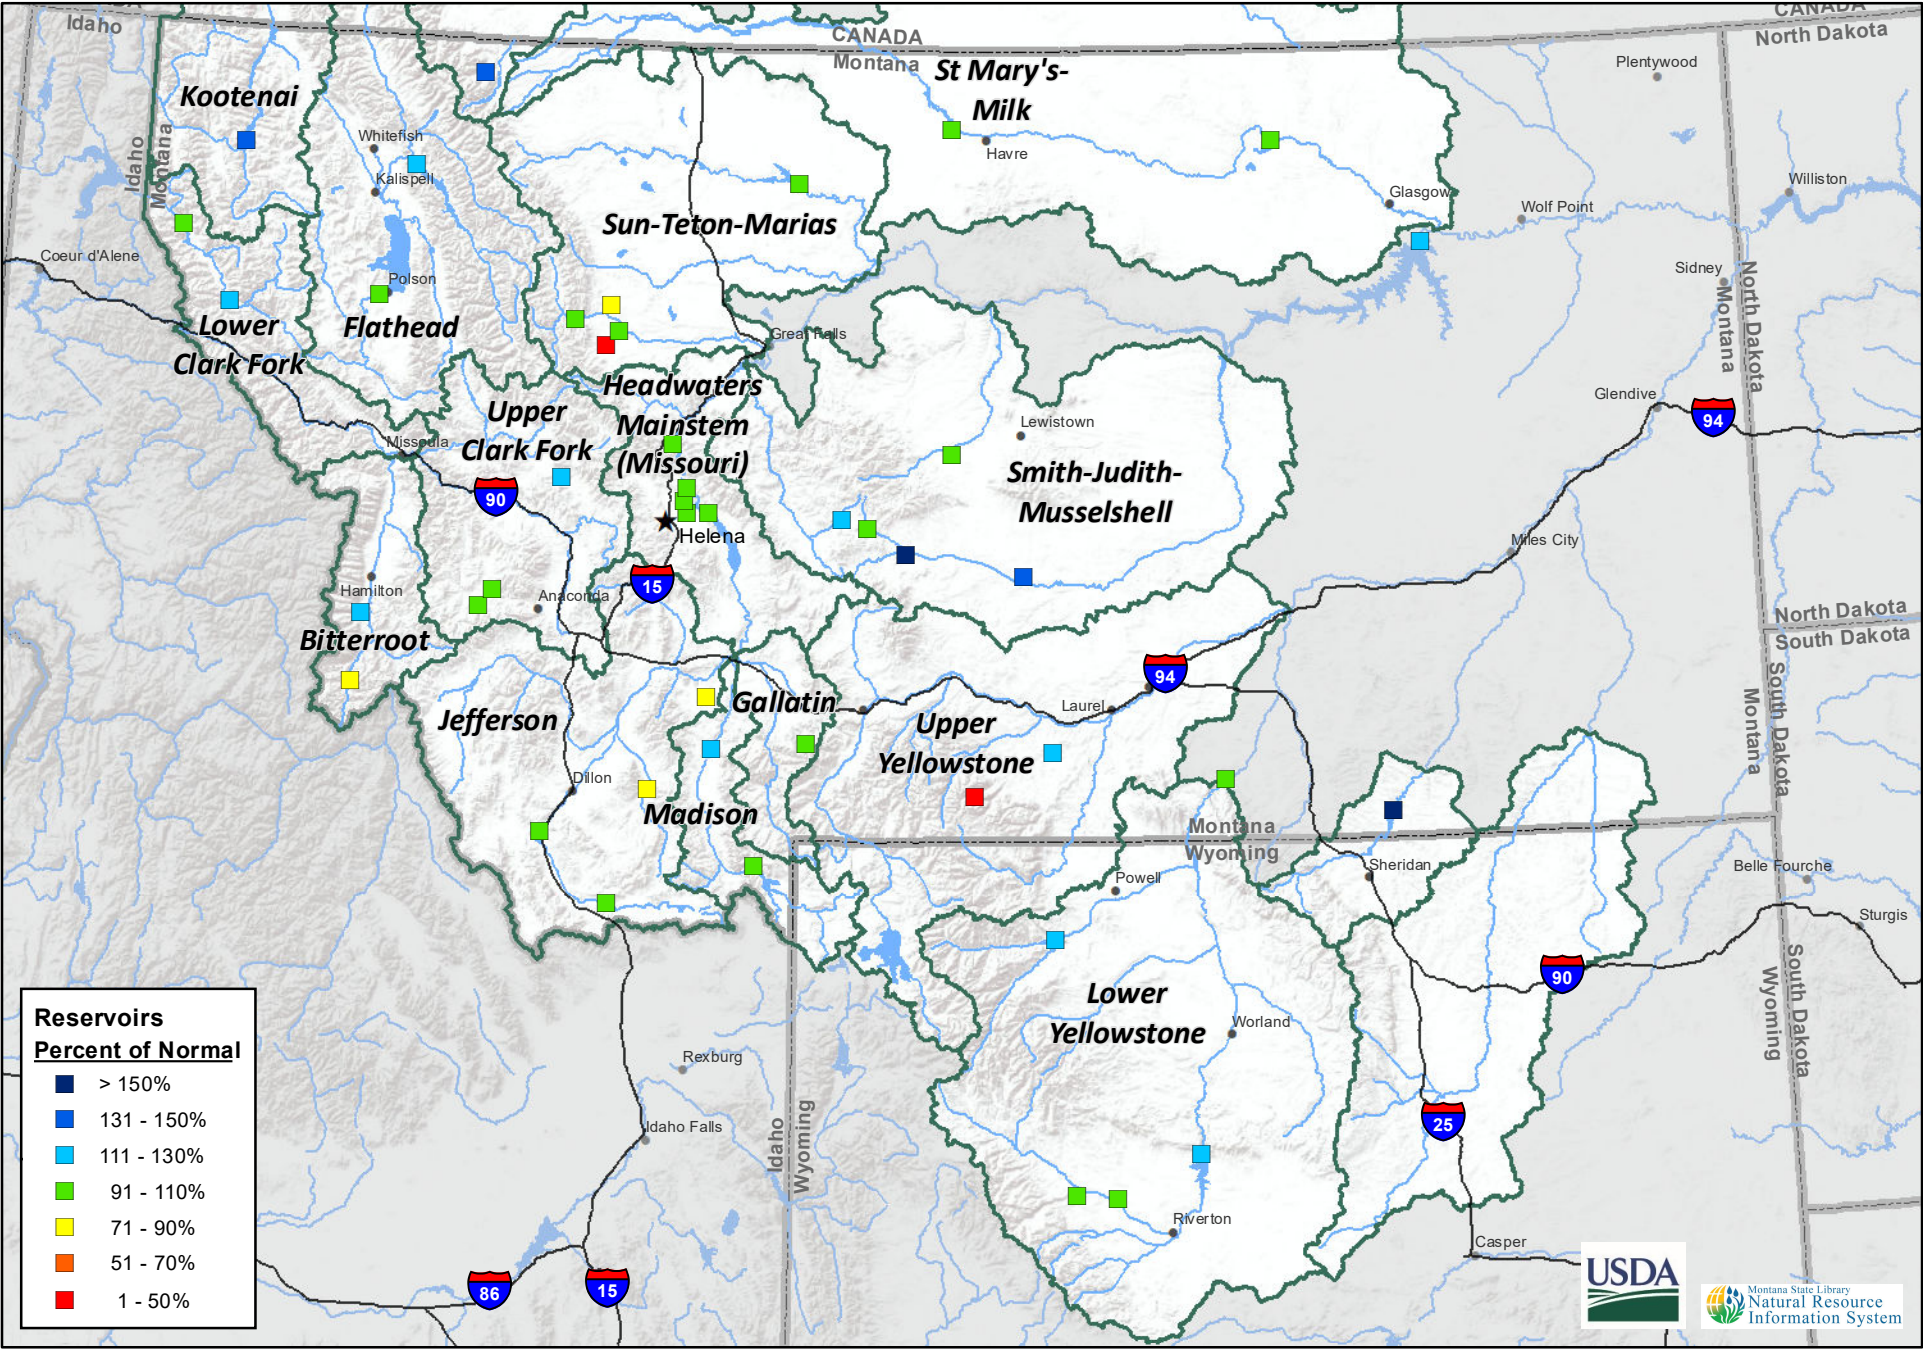 CANADA
Idaho
CANADA
North Dakota
Montana
St Mary's-
Milk
Plentywood
Kootenai
Idaho
Montana
Whitefish
Havre
Kalispell
Glasgow
Williston
Wolf Point
Sun-Teton-Marias
Coeur d'Alene
Polson
Sidney
North Dakota
Montana
Lower
Clark Fork
Flathead
Great Falls
Headwaters
Mainstem
(Missouri)
Upper
Clark Fork
Glendive
94
Lewistown
Missoula
Smith-Judith-
Musselshell
90
Helena
Miles City
Hamilton
Anaconda
15
North Dakota
South Dakota
Bitterroot
94
South Dakota
Montana
Gallatin
Jefferson
Laurel
Upper
Yellowstone
Dillon
Madison
Montana
Wyoming
Sheridan
Belle Fourche
Powell
Sturgis
90
South Dakota
Wyoming
Lower
Yellowstone
Worland
Reservoirs
Percent of Normal
> 150%
131 - 150%
111 - 130%
91 - 110%
71 - 90%
51 - 70%
1 - 50%
Rexburg
Idaho Falls
Idaho
Wyoming
25
Riverton
Casper
86
15
USDA
Montana State Library
Natural Resource
Information System